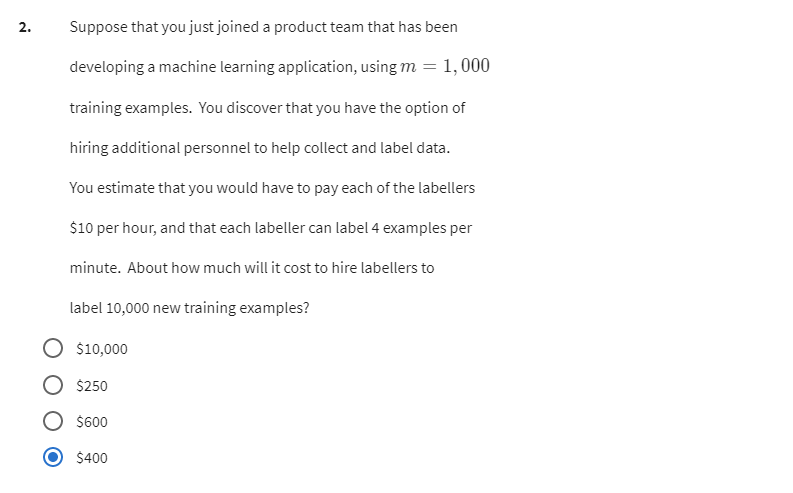 2. Suppose that you just joined a product team that has been
developing a machine learning application, using m = 1,000
training examples. You discover that you have the option of
hiring additional personnel to help collect and label data.
You estimate that you would have to pay each of the labellers
$10 per hour, and that each labeller can label 4 examples per
minute. About how much will it cost to hire labellers to
label 10,000 new training examples?
$10,000
$250
$600
$400